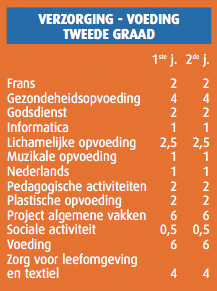 VERZORGING - VOEDING
TWEEDE GRAAD
1ste j. 2de j.
Frans 2 2
Gezondeheidsopvoeding 4 4
Godsdienst 2 2
Informatica 1 1
Lichamelijke opvoeding 2,5 2,5
Muzikale opvoeding 1 1
Nederlands 1 1
Pedagogische activiteiten 2 2
Plastische opvoeding 2 2
Project algemene vakken 6 6
Sociale activiteit 0,5 0,5
Voeding 6 6
Zorg voor leefomgeving
en textiel 4 4